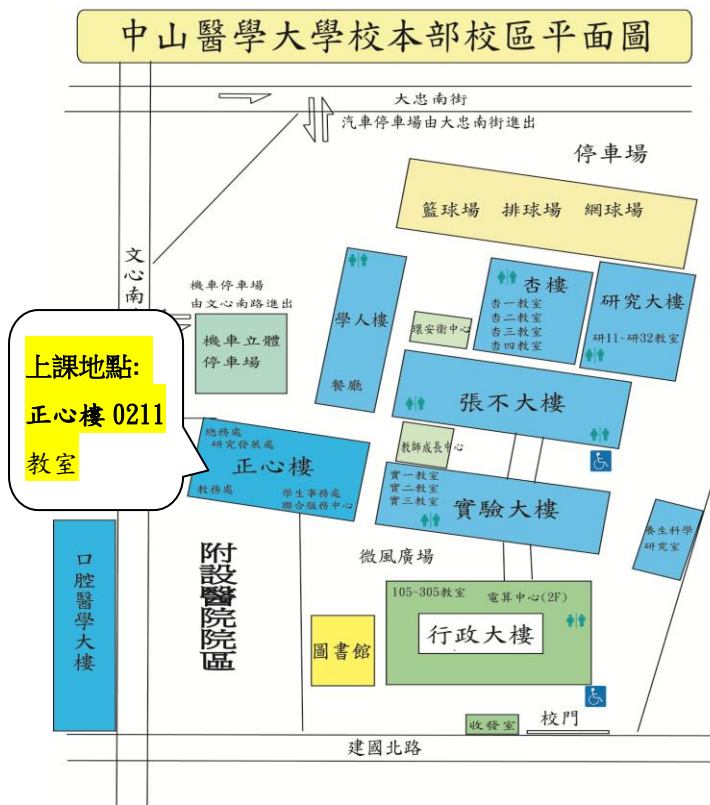 中山醫學大學校本部校區平面圖
大忠南街
汽車停車場由大忠南街進出
停車場
籃球場 排球場 網球場
文心南
機車停車場
由文心南路進出
機車立體
停車場
學人樓
餐廳
環安衛中心
杏樓
杏一教室
杏二教室
杏三教室
杏四教室
研究大樓
研11~研32教室
上課地點:
正心樓 0211
教室
張不大樓
總務處
研究發展處
正心樓
教務處
學生事務處
聯合服務中心
教師成長中心
實一教室
實二教室
實三教室
實驗大樓
養生科學
研究室
口腔醫學大樓
附設醫院院區
微風廣場
圖書館
105~305教室
電算中心(2F)
行政大樓
收發室
校門
建國北路